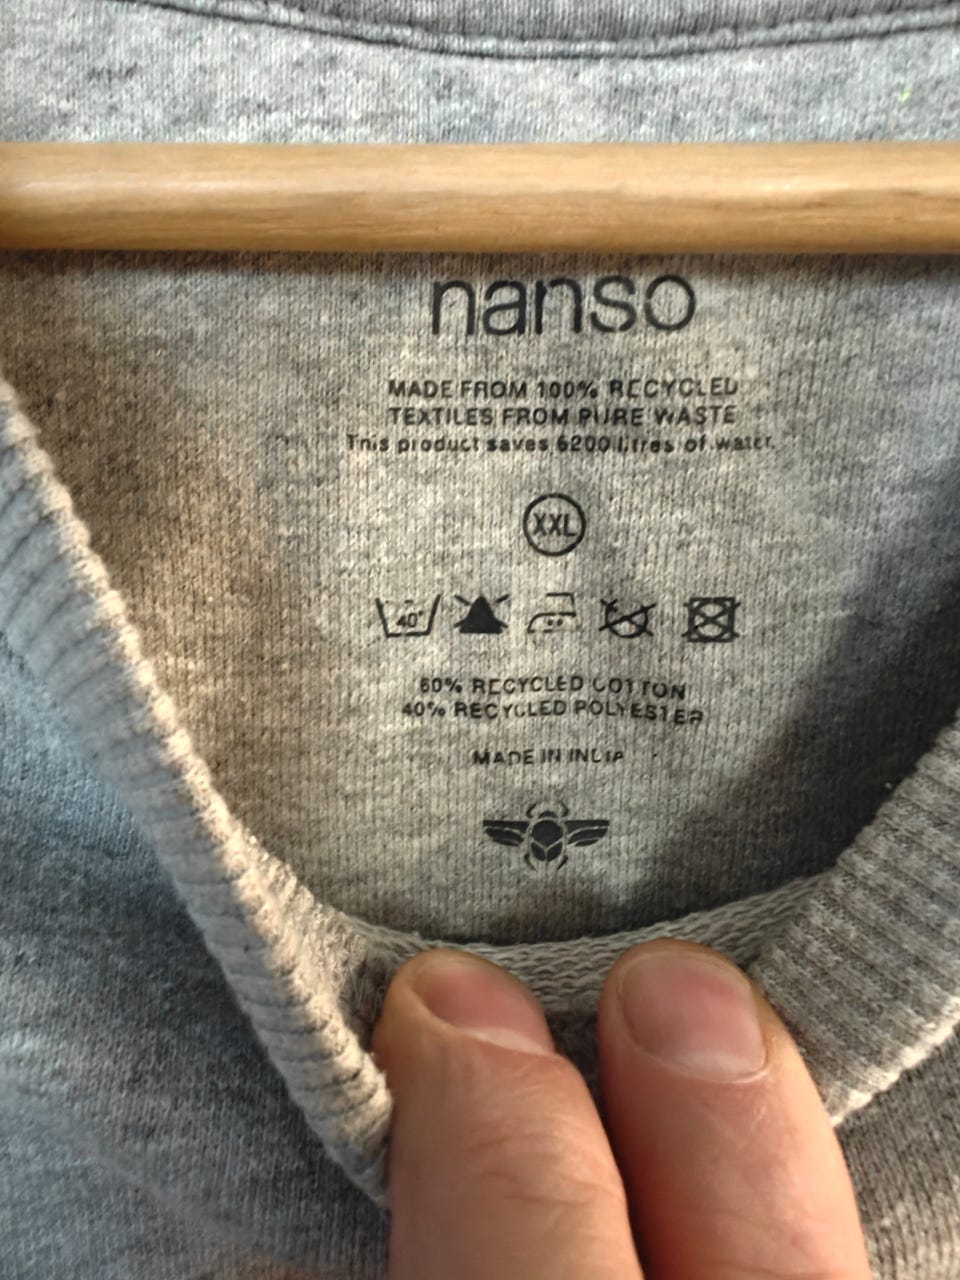 nanso
MADE FROM 100% RECYCLED
TEXTILES FROM PURE WASTE
This product saves 6200 litres of water.
XXL
40°
60% RECYCLED COTTON
40% RECYCLED POLYESTER
MADE IN INDIA